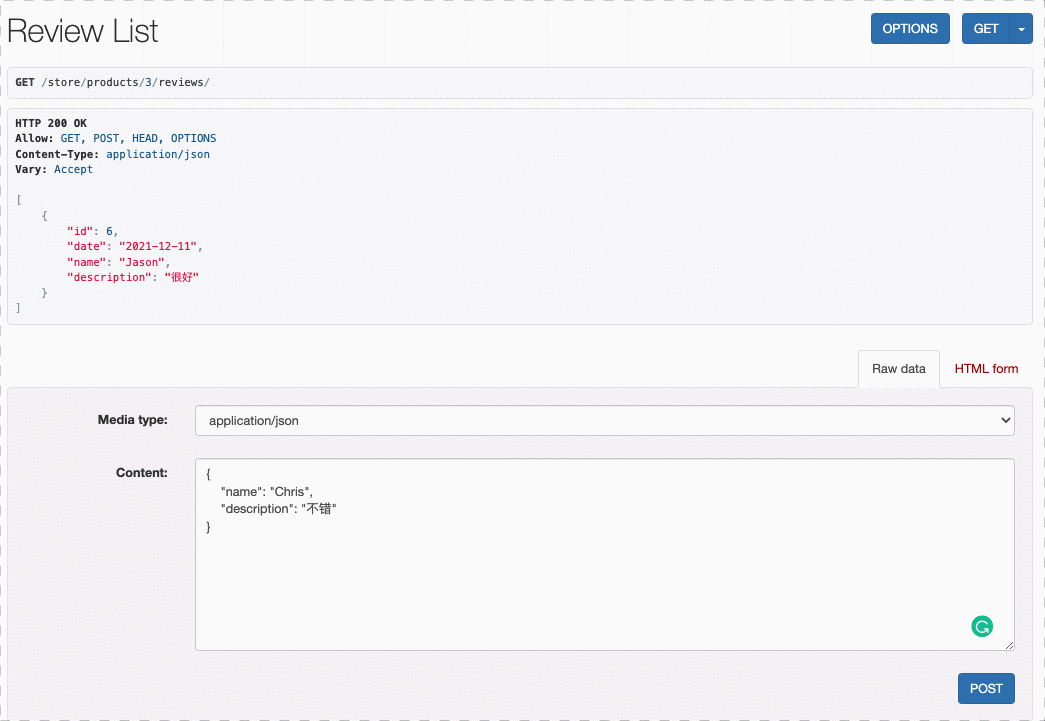 Review List
OPTIONS
GET
GET /store/products/3/reviews/
HTTP 200 OK
Allow: GET, POST, HEAD, OPTIONS
Content-Type: application/json
Vary: Accept
[
    {
        "id": 6,
        "date": "2021-12-11",
        "name": "Jason",
        "description": "很好"
    }
]
Raw data
HTML form
Media type:
application/json
Content:
{
    "name": "Chris",
    "description": "不错"
}
POST